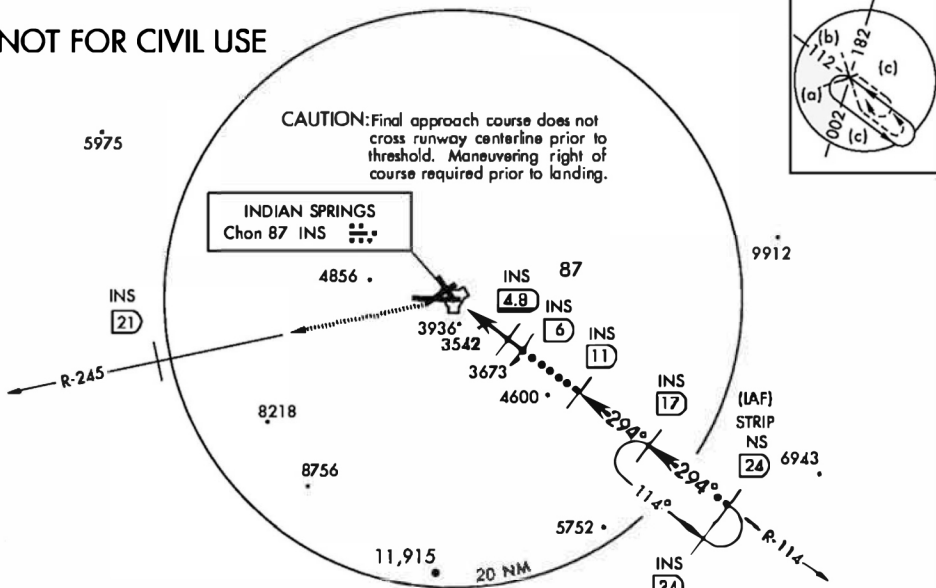 NOT FOR CIVIL USE
(b)
112
182
(c)
(a)
002
(c)
CAUTION: Final approach course does not
cross runway centerline prior to
threshold. Maneuvering right of
course required prior to landing.
5975
INDIAN SPRINGS
Chon 87 INS
9912
4856
INS
4.8
87
INS
21
INS
6
3936
3542
INS
11
3673
R-245
4600
INS
17
(IAF)
STRIP
NS
24
6943
294°
8218
294°
8756
114°
R-114
5752
11,915
20 NM
INS